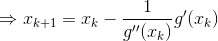 ⇒ x_{k+1} = x_k − \frac{1}{g''(x_k)} g'(x_k)